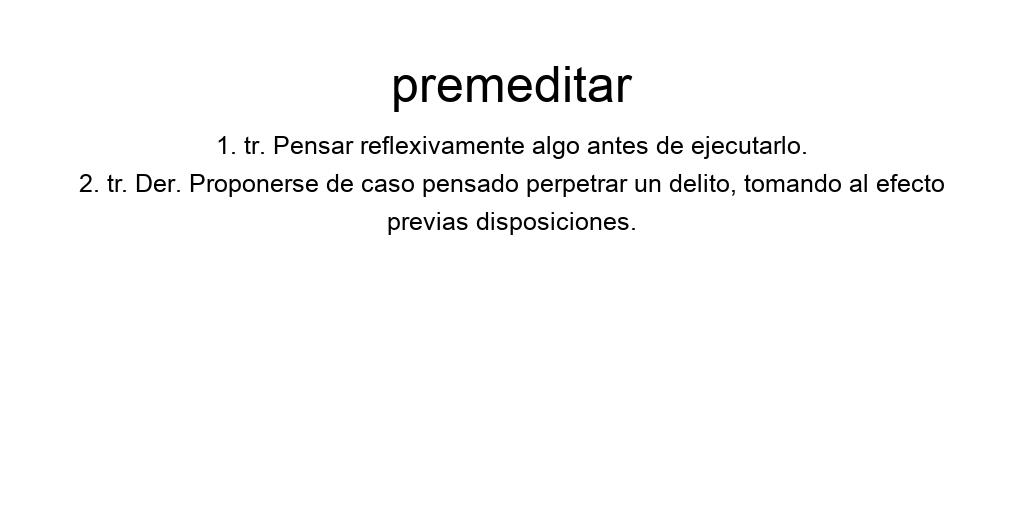 premeditar
1. tr. Pensar reflexivamente algo antes de ejecutarlo.
2. tr. Der. Proponerse de caso pensado perpetrar un delito, tomando al efecto
previas disposiciones.